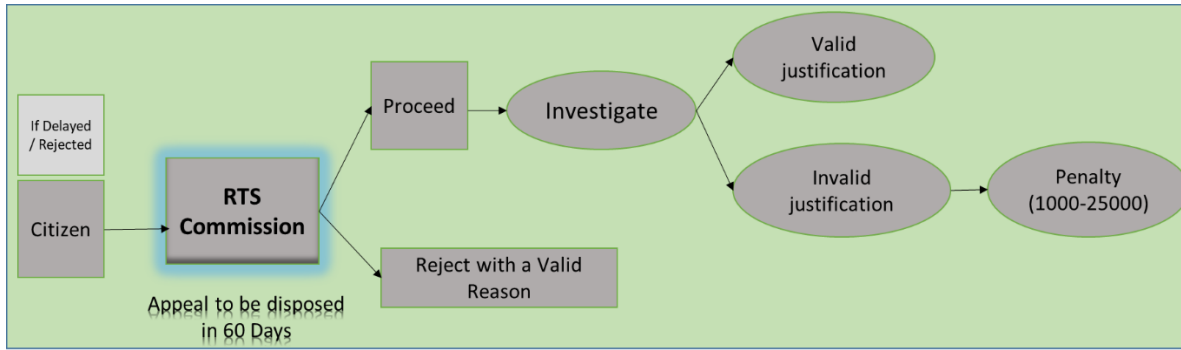 If Delayed
/ Rejected
Citizen
RTS
Commission
Appeal to be disposed
in 60 Days
Proceed
Reject with a Valid
Reason
Investigate
Valid
justification
Invalid
justification
Penalty
(1000-25000)